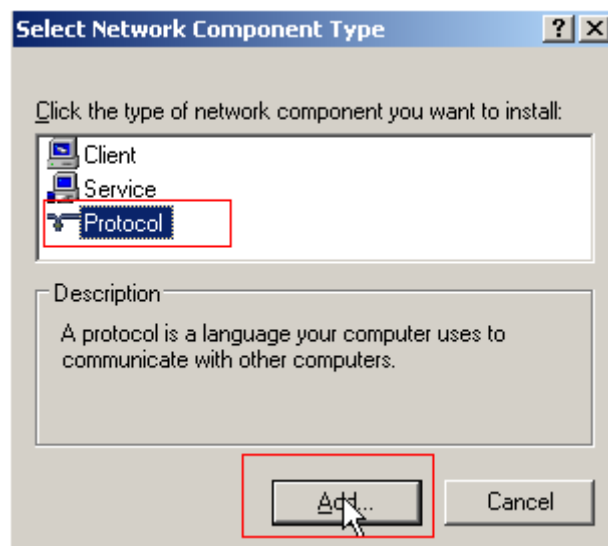 Select Network Component Type
Click the type of network component you want to install:
Client
Service
Protocol
Description
A protocol is a language your computer uses to
communicate with other computers.
Add...
Cancel